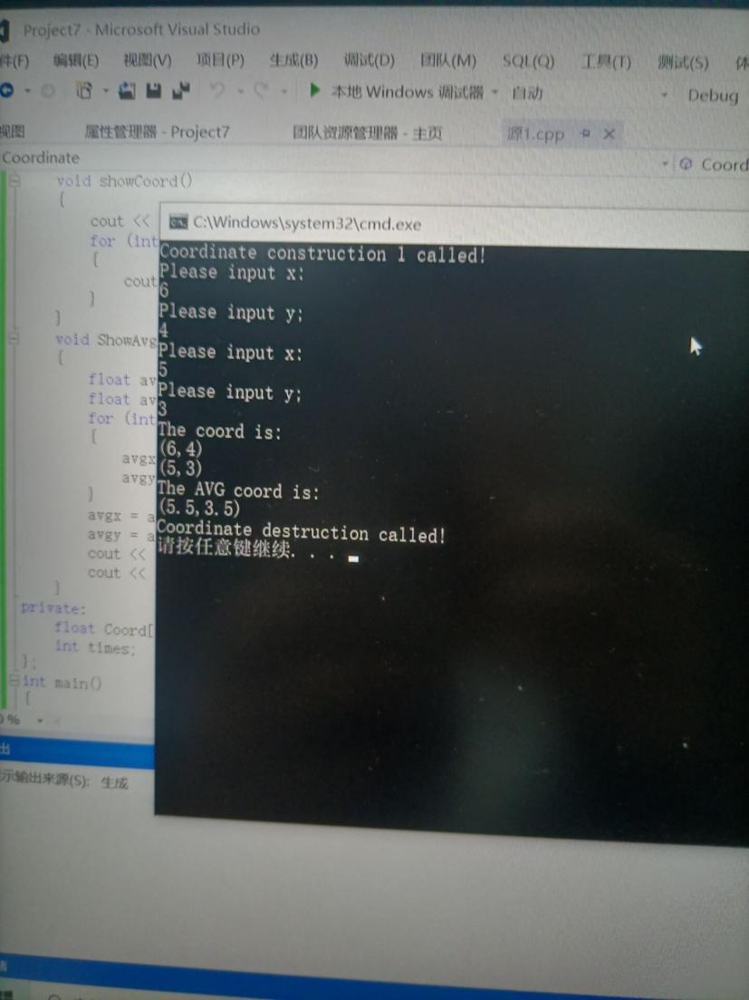 Project7 - Microsoft Visual Studio
件(F) 编辑(E) 视图(V) 项目(P) 生成(B) 调试(D) 团队(M) SQL(Q) 工具(T) 测试(S) 体
本地 Windows 调试器 自动 Debug
视图 属性管理器 - Project7 团队资源管理器 - 主页 源1.cpp
Coordinate Coord
void showCoord()
{
cout <<
for (int
{
cout
}
}
void ShowAvg
{
float av
float av
for (int
{
avgx
avgy
}
avgx = a
avgy = a
cout <<
cout <<
}
private:
float Coord[
int times;
};
int main()
{
%
出
示输出来源(S): 生成
C:\Windows\system32\cmd.exe
Coordinate construction 1 called!
Please input x:
6
Please input y;
4
Please input x:
5
Please input y;
3
The coord is:
(6,4)
(5,3)
The AVG coord is:
(5.5,3.5)
Coordinate destruction called!
请按任意键继续. . .